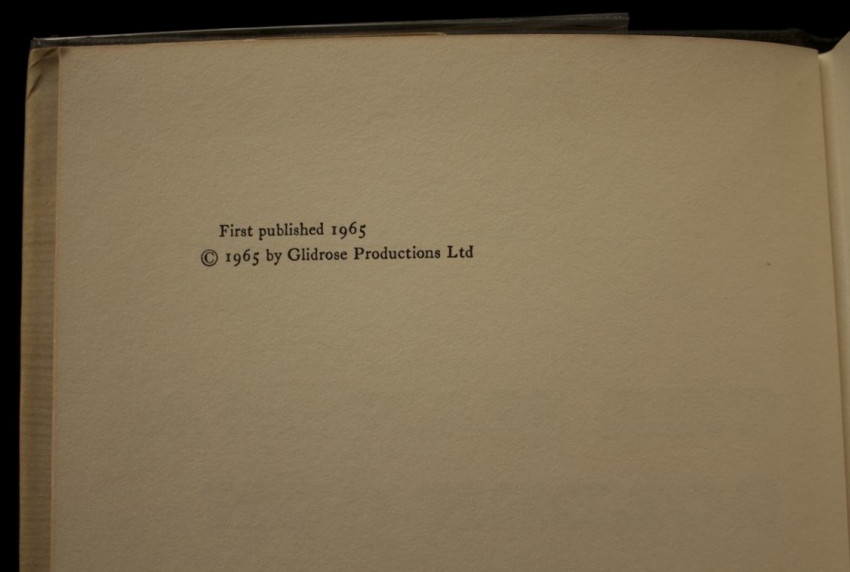 First published 1965
© 1965 by Glidrose Productions Ltd